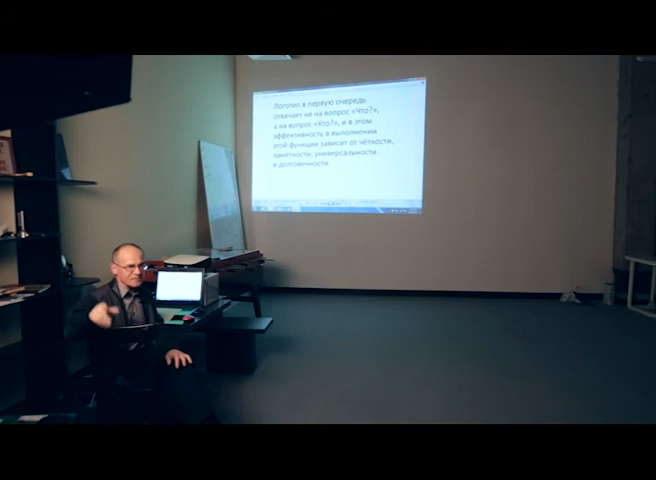 Логотип в первую очередь
отвечает не на вопрос «Что?»,
а на вопрос «Кто?», и в этом
эффективность в выполнении
этой функции зависит от чёткости,
заметности, универсальности
и долговечности.